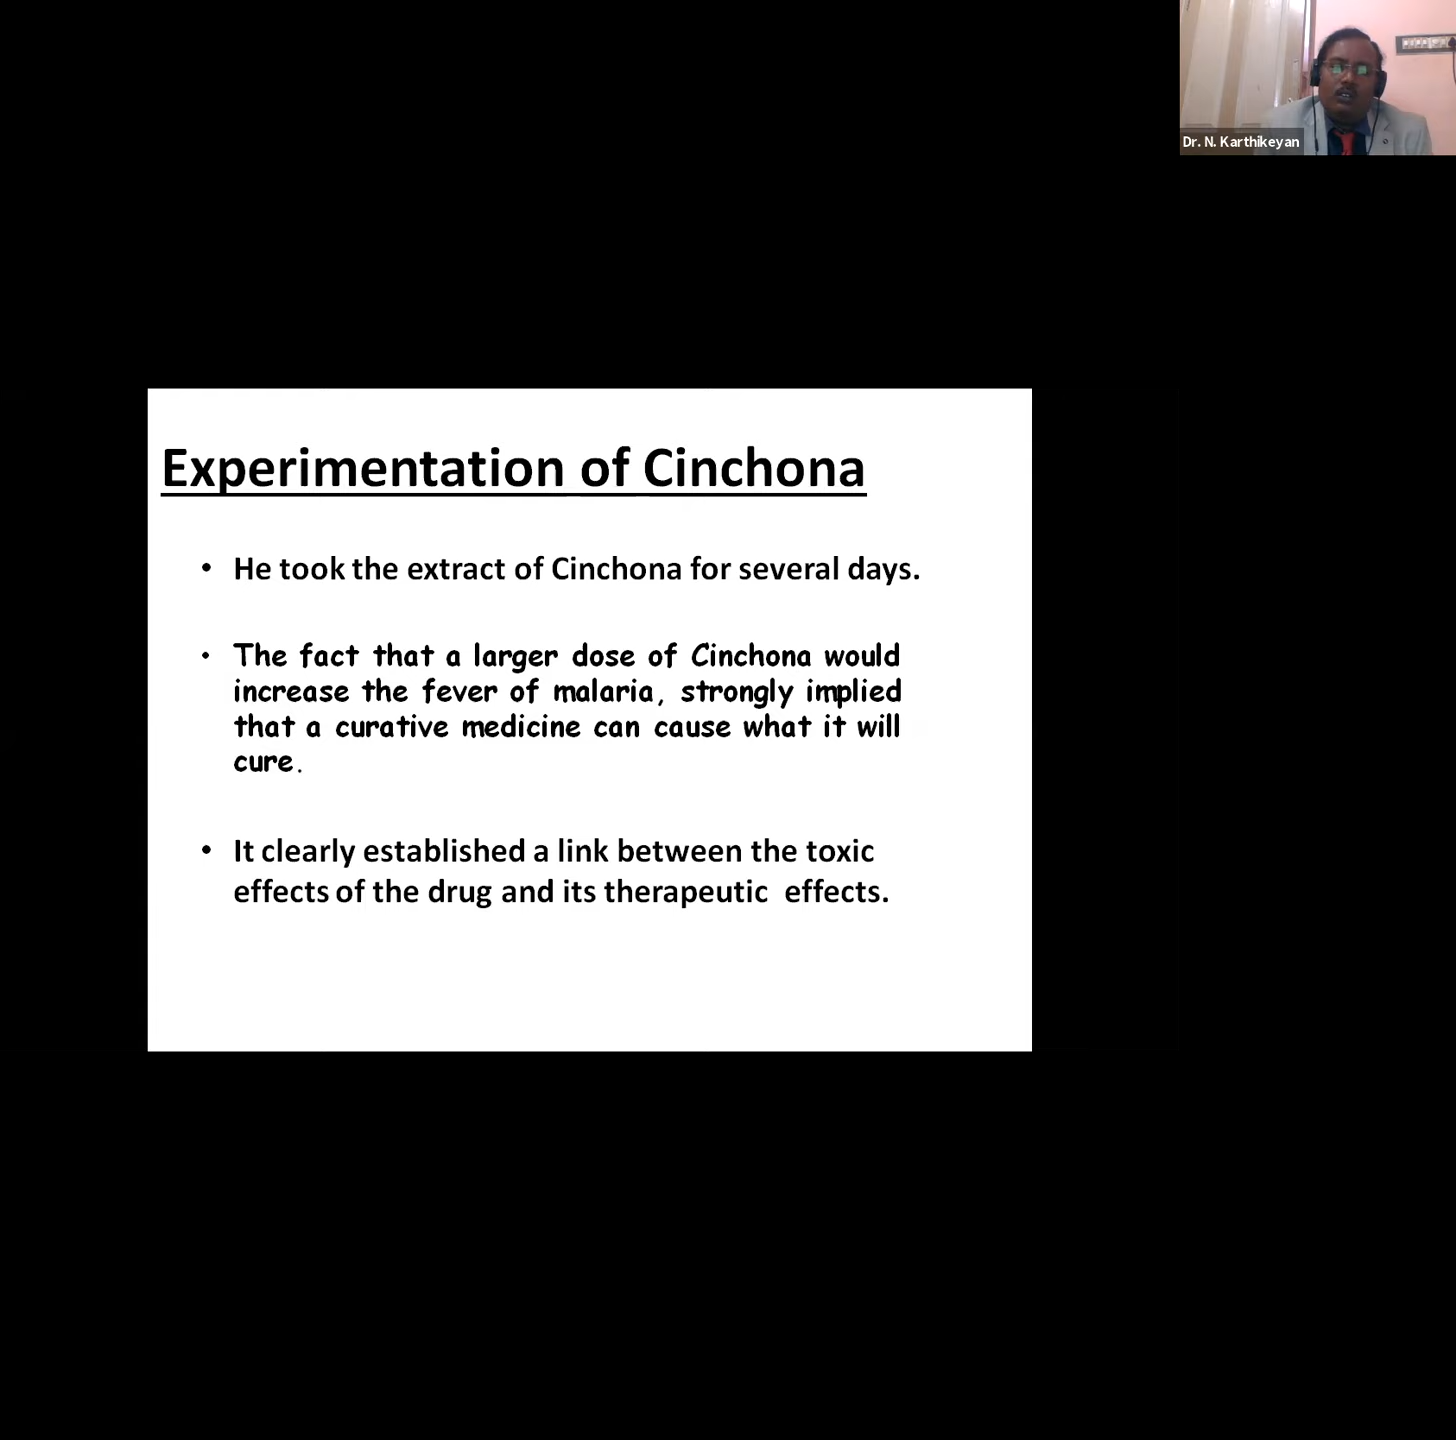 Dr. N. Karthikeyan
Experimentation of Cinchona
• He took the extract of Cinchona for several days.
• The fact that a larger dose of Cinchona would
increase the fever of malaria, strongly implied
that a curative medicine can cause what it will
cure.
• It clearly established a link between the toxic
effects of the drug and its therapeutic effects.